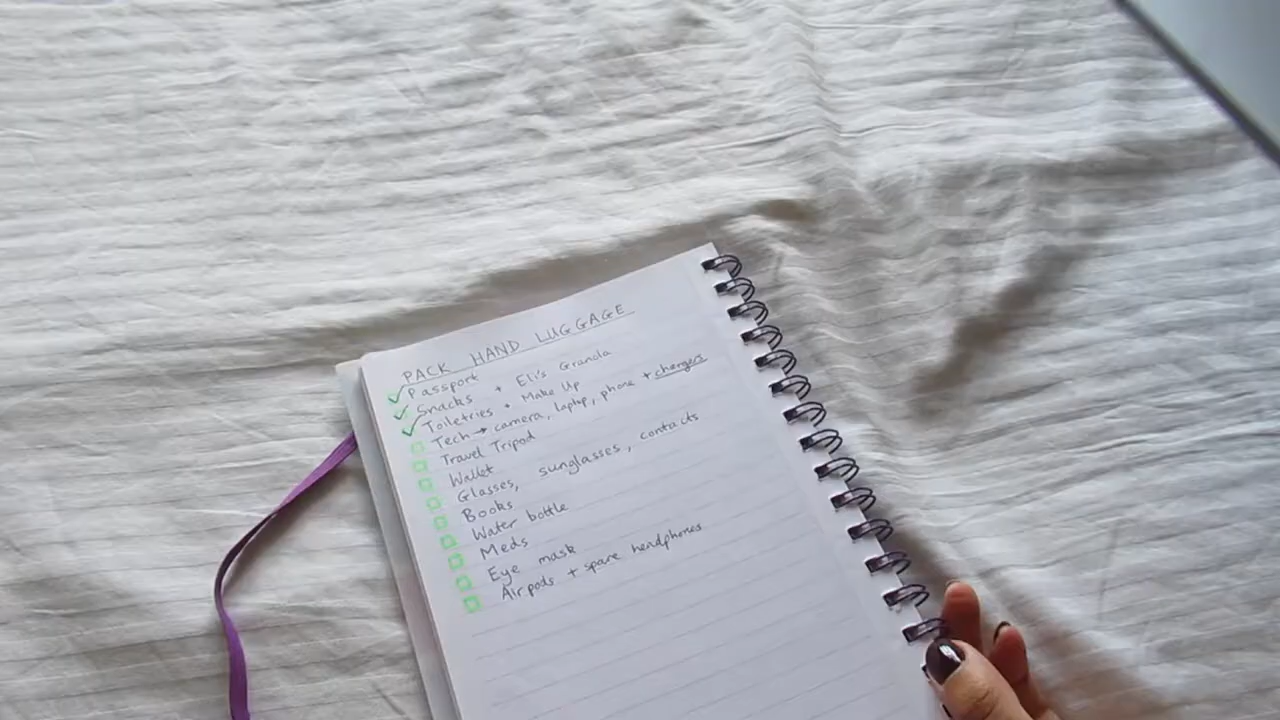 PACK HAND LUGGAGE
Passport
Snacks + Eli's Granola
Toiletries + Make Up
Tech → camera, laptop, phone + chargers
Travel Tripod
Wallet
Glasses, sunglasses, contacts
Books
Water bottle
Meds
Eye mask
Airpods + spare headphones